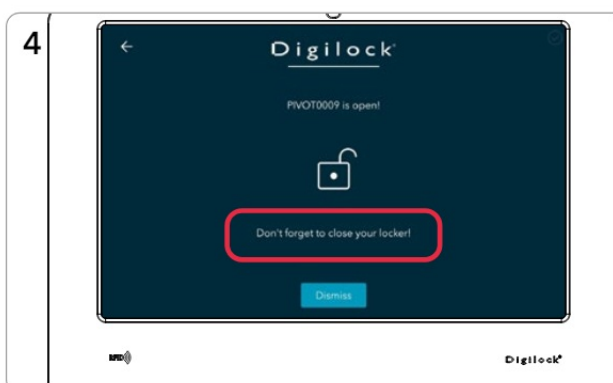 4
Digilock
PIVOT0009 is open!
Don't forget to close your locker!
Dismiss
RFID
Digilock®